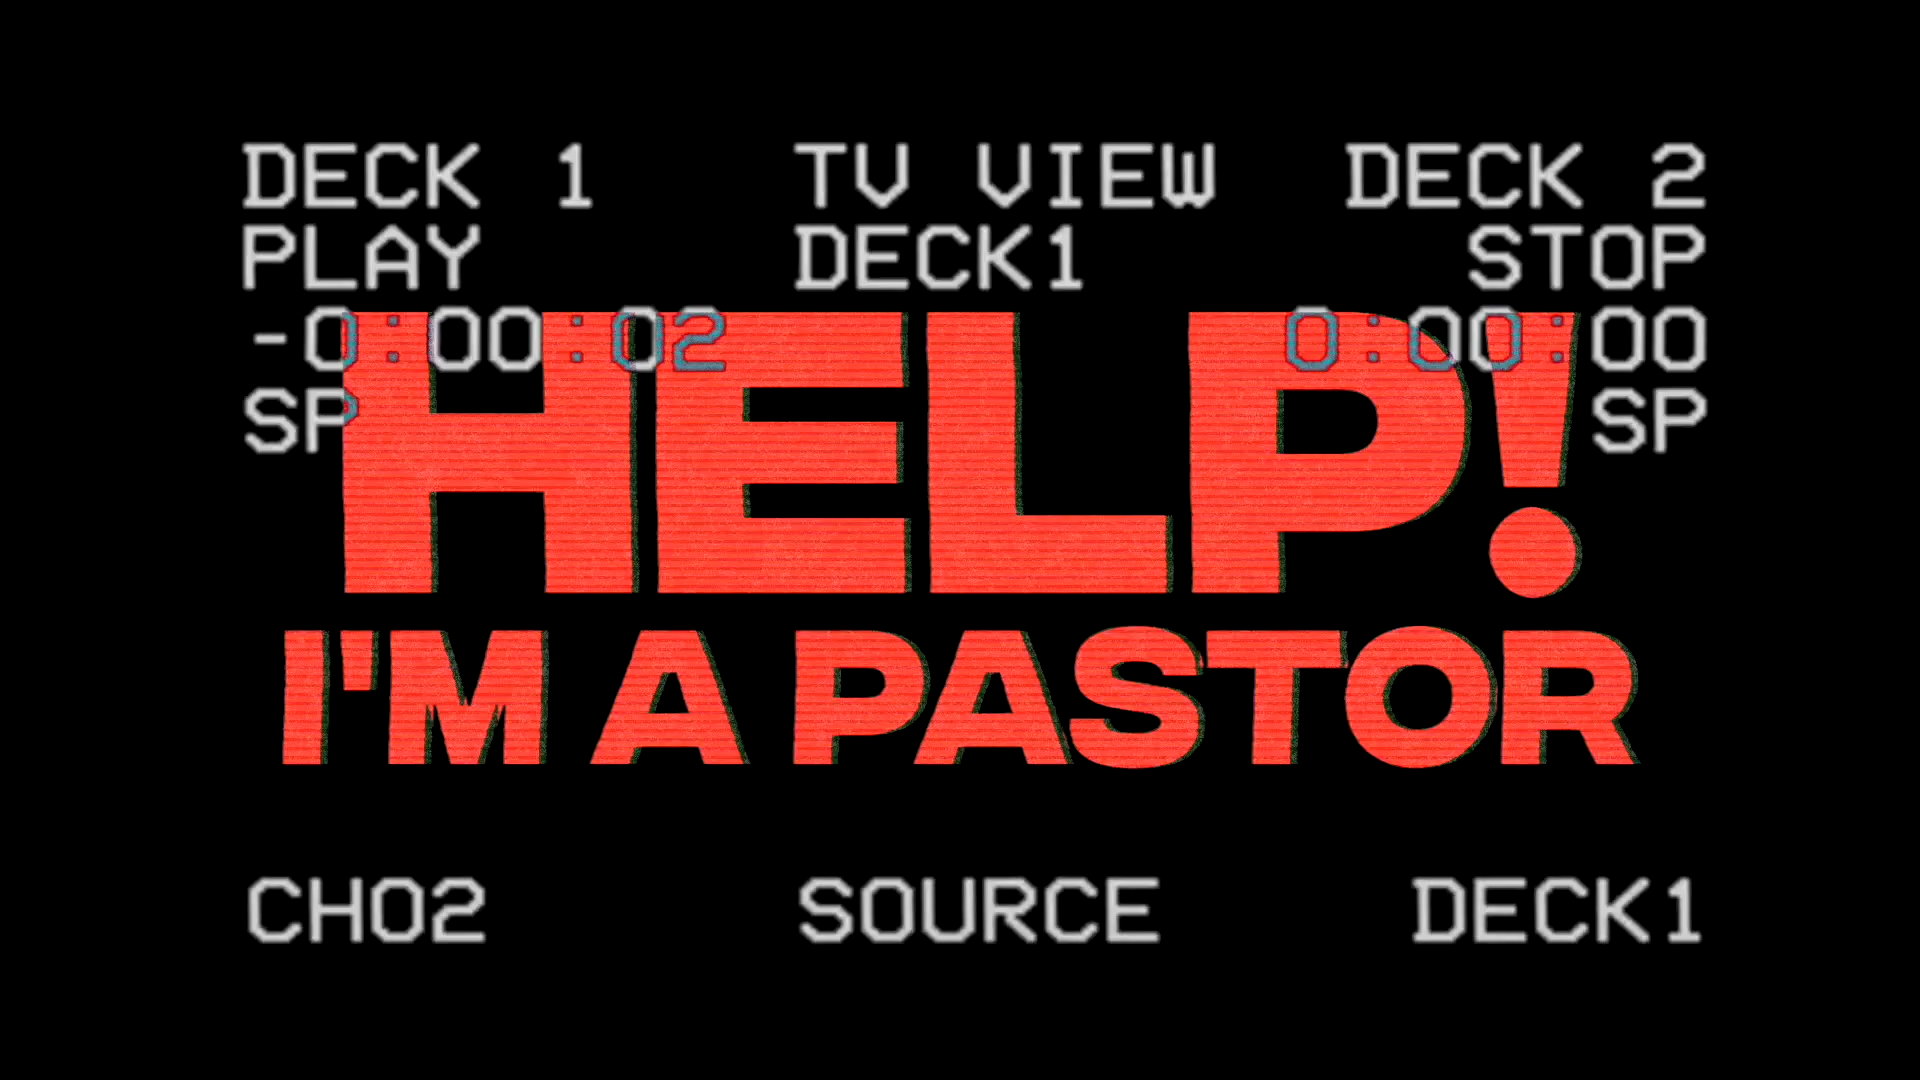 DECK 1 TV VIEW DECK 2
PLAY DECK1 STOP
-0:00:02 0:00:00
SP SP
HELP!
I'M A PASTOR
CH02 SOURCE DECK1